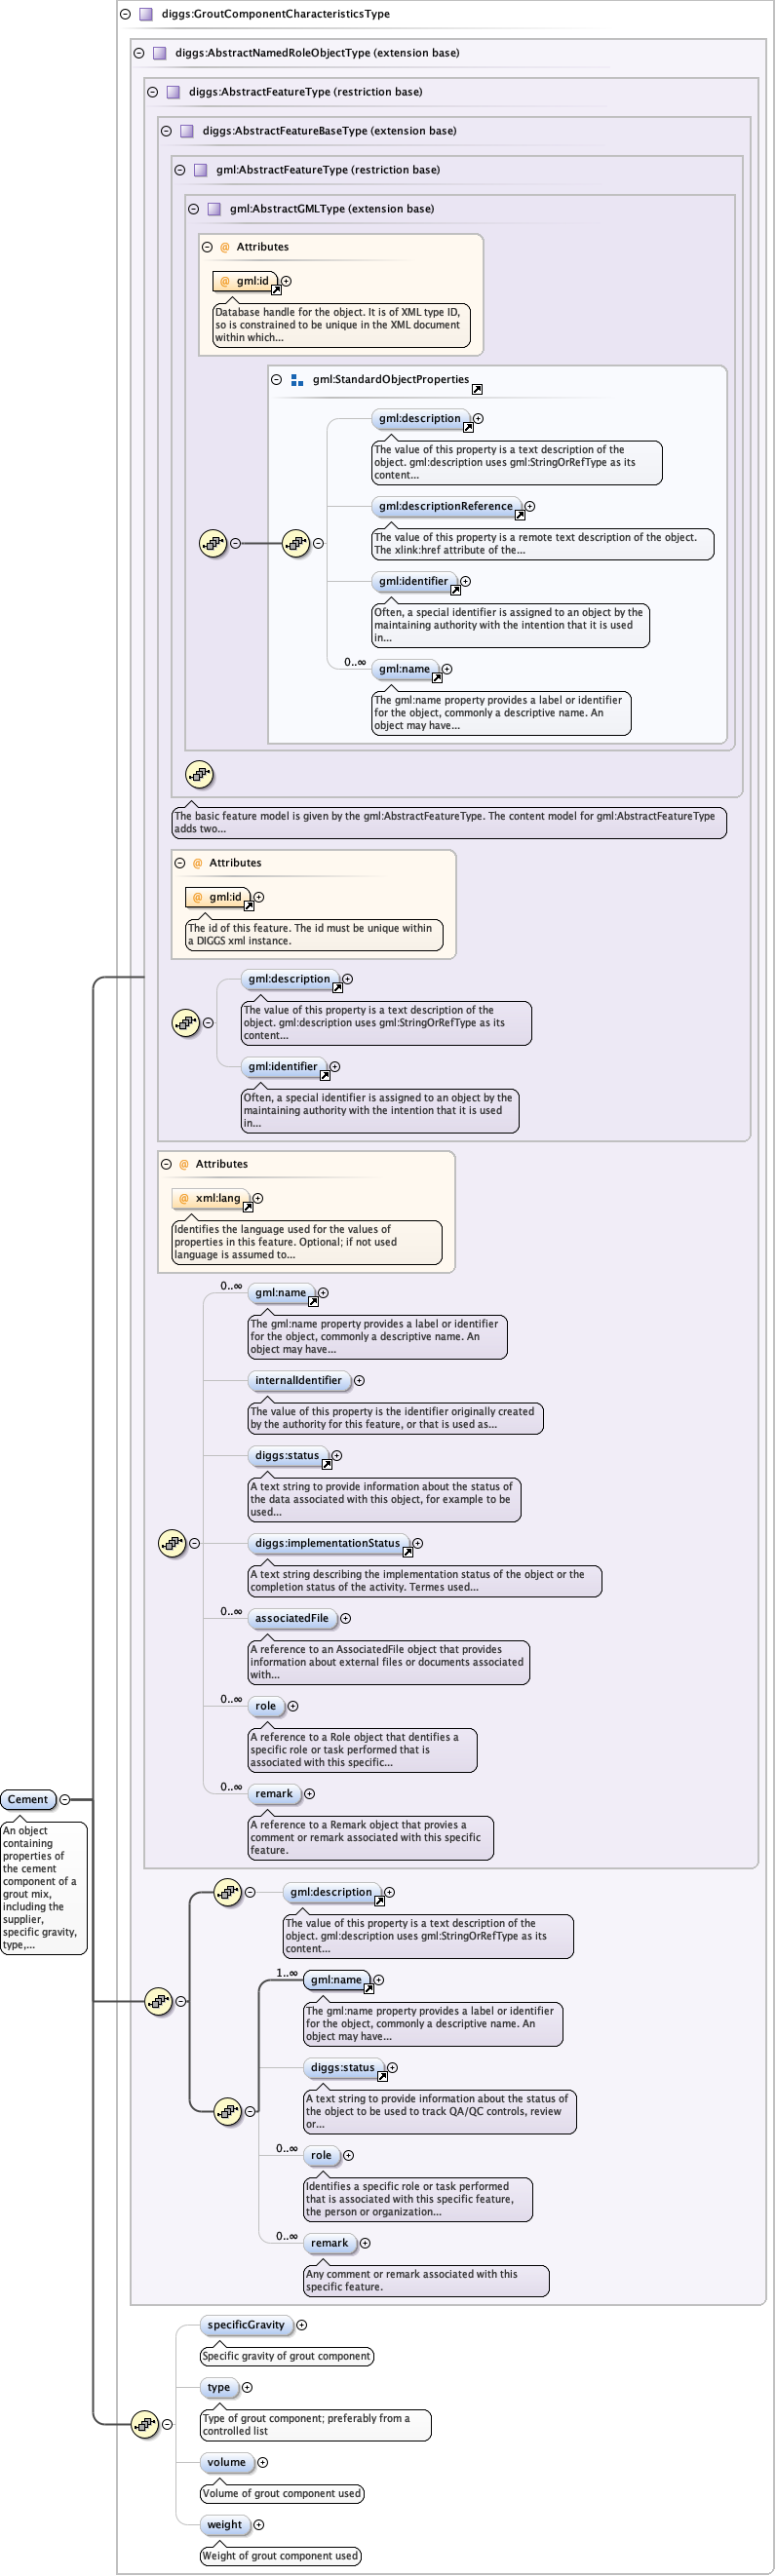 diggs:GroutComponentCharacteristicsType
diggs:AbstractNamedRoleObjectType (extension base)
diggs:AbstractFeatureType (restriction base)
diggs:AbstractFeatureBaseType (extension base)
gml:AbstractFeatureType (restriction base)
gml:AbstractGMLType (extension base)
@ Attributes
@ gml:id
Database handle for the object. It is of XML type ID,
so is constrained to be unique in the XML document
within which...
gml:StandardObjectProperties
gml:description
The value of this property is a text description of the
object. gml:description uses gml:StringOrRefType as its
content...
gml:descriptionReference
The value of this property is a remote text description of the object.
The xlink:href attribute of the...
gml:identifier
Often, a special identifier is assigned to an object by the
maintaining authority with the intention that it is used
in...
0..∞
gml:name
The gml:name property provides a label or identifier
for the object, commonly a descriptive name. An
object may have...
The basic feature model is given by the gml:AbstractFeatureType. The content model for gml:AbstractFeatureType
adds two...
@ Attributes
@ gml:id
The id of this feature. The id must be unique within
a DIGGS xml instance.
gml:description
The value of this property is a text description of the
object. gml:description uses gml:StringOrRefType as its
content...
gml:identifier
Often, a special identifier is assigned to an object by the
maintaining authority with the intention that it is used
in...
@ Attributes
@ xml:lang
Identifies the language used for the values of
properties in this feature. Optional; if not used
language is assumed to...
0..∞
gml:name
The gml:name property provides a label or identifier
for the object, commonly a descriptive name. An
object may have...
internalIdentifier
The value of this property is the identifier originally created
by the authority for this feature, or that is used as...
diggs:status
A text string to provide information about the status of
the data associated with this object, for example to be
used...
diggs:implementationStatus
A text string describing the implementation status of the object or the
completion status of the activity. Termes used...
0..∞
associatedFile
A reference to an AssociatedFile object that provides
information about external files or documents associated
with...
0..∞
role
A reference to a Role object that dentifies a
specific role or task performed that is
associated with this specific...
0..∞
remark
A reference to a Remark object that provies a
comment or remark associated with this specific
feature.
Cement
An object
containing
properties of
the cement
component of a
grout mix,
including the
supplier,
specific gravity,
type,...
gml:description
The value of this property is a text description of the
object. gml:description uses gml:StringOrRefType as its
content...
1..∞
gml:name
The gml:name property provides a label or identifier
for the object, commonly a descriptive name. An
object may have...
diggs:status
A text string to provide information about the status of
the object to be used to track QA/QC controls, review
or...
0..∞
role
Identifies a specific role or task performed
that is associated with this specific feature,
the person or organization...
0..∞
remark
Any comment or remark associated with this
specific feature.
specificGravity
Specific gravity of grout component
type
Type of grout component; preferably from a
controlled list
volume
Volume of grout component used
weight
Weight of grout component used